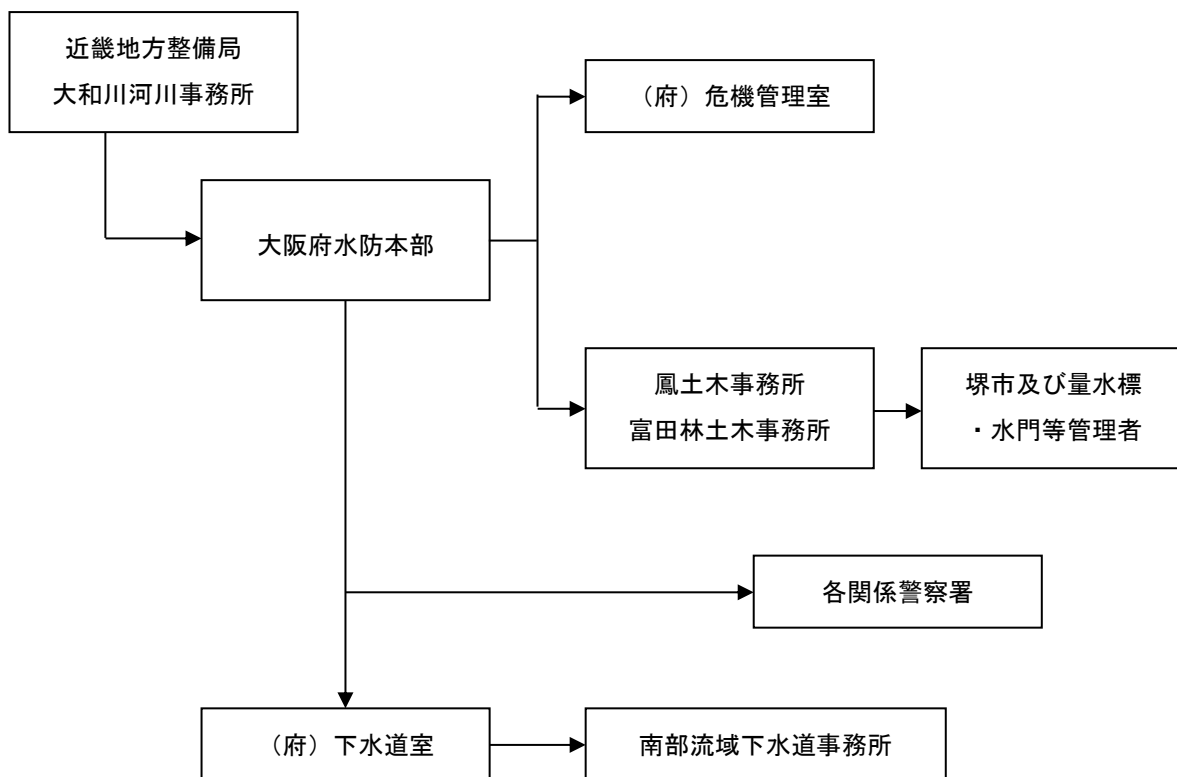 近畿地方整備局
大和川河川事務所
（府）危機管理室
大阪府水防本部
鳳土木事務所
富田林土木事務所
堺市及び量水標
・水門等管理者
各関係警察署
（府）下水道室
南部流域下水道事務所